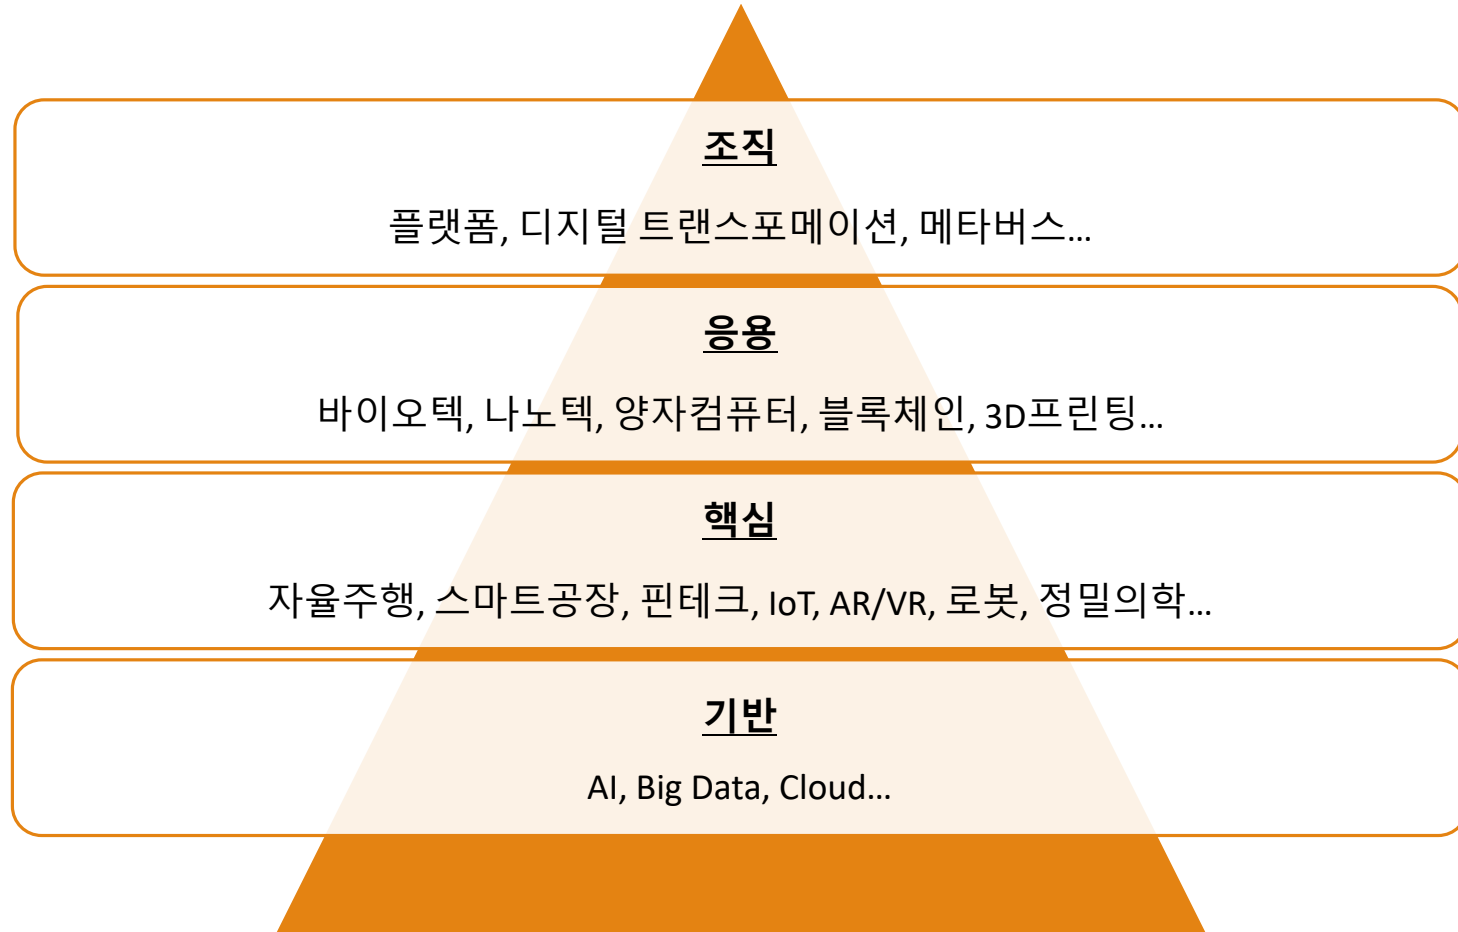 조직
플랫폼, 디지털 트랜스포메이션, 메타버스...
응용
바이오텍, 나노텍, 양자컴퓨터, 블록체인, 3D프린팅...
핵심
자율주행, 스마트공장, 핀테크, IoT, AR/VR, 로봇, 정밀의학...
기반
AI, Big Data, Cloud...